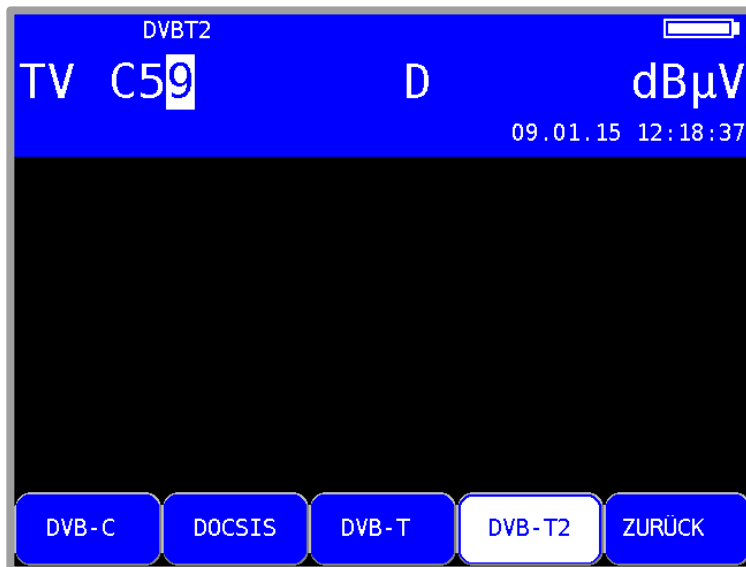 DVBT2
TV C59 D dBµV
09.01.15 12:18:37
DVB-C DOCSIS DVB-T DVB-T2 ZURÜCK